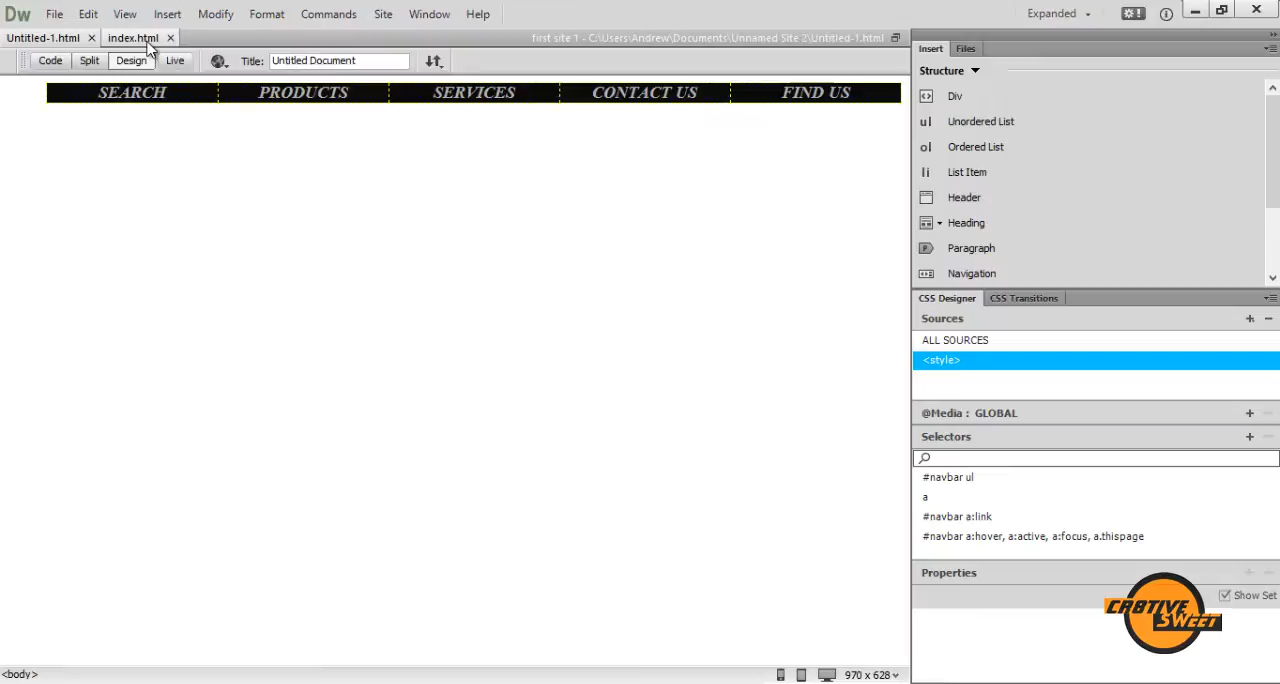 Dw File Edit View Insert Modify Format Commands Site Window Help Expanded
Untitled-1.html index.html first site 1 - C:\Users\Andrew\Documents\Unnamed Site 2\Untitled-1.html
Code Split Design Live Title: Untitled Document
SEARCH PRODUCTS SERVICES CONTACT US FIND US
Insert Files
Structure
Div
ul Unordered List
ol Ordered List
li List Item
Header
Heading
P Paragraph
Navigation
CSS Designer CSS Transitions
Sources
ALL SOURCES
<style>
@Media : GLOBAL
Selectors
#navbar ul
a
#navbar a:link
#navbar a:hover, a:active, a:focus, a.thispage
Properties
Show Set
CR8TIVE
SWEET
<body> 970 x 628